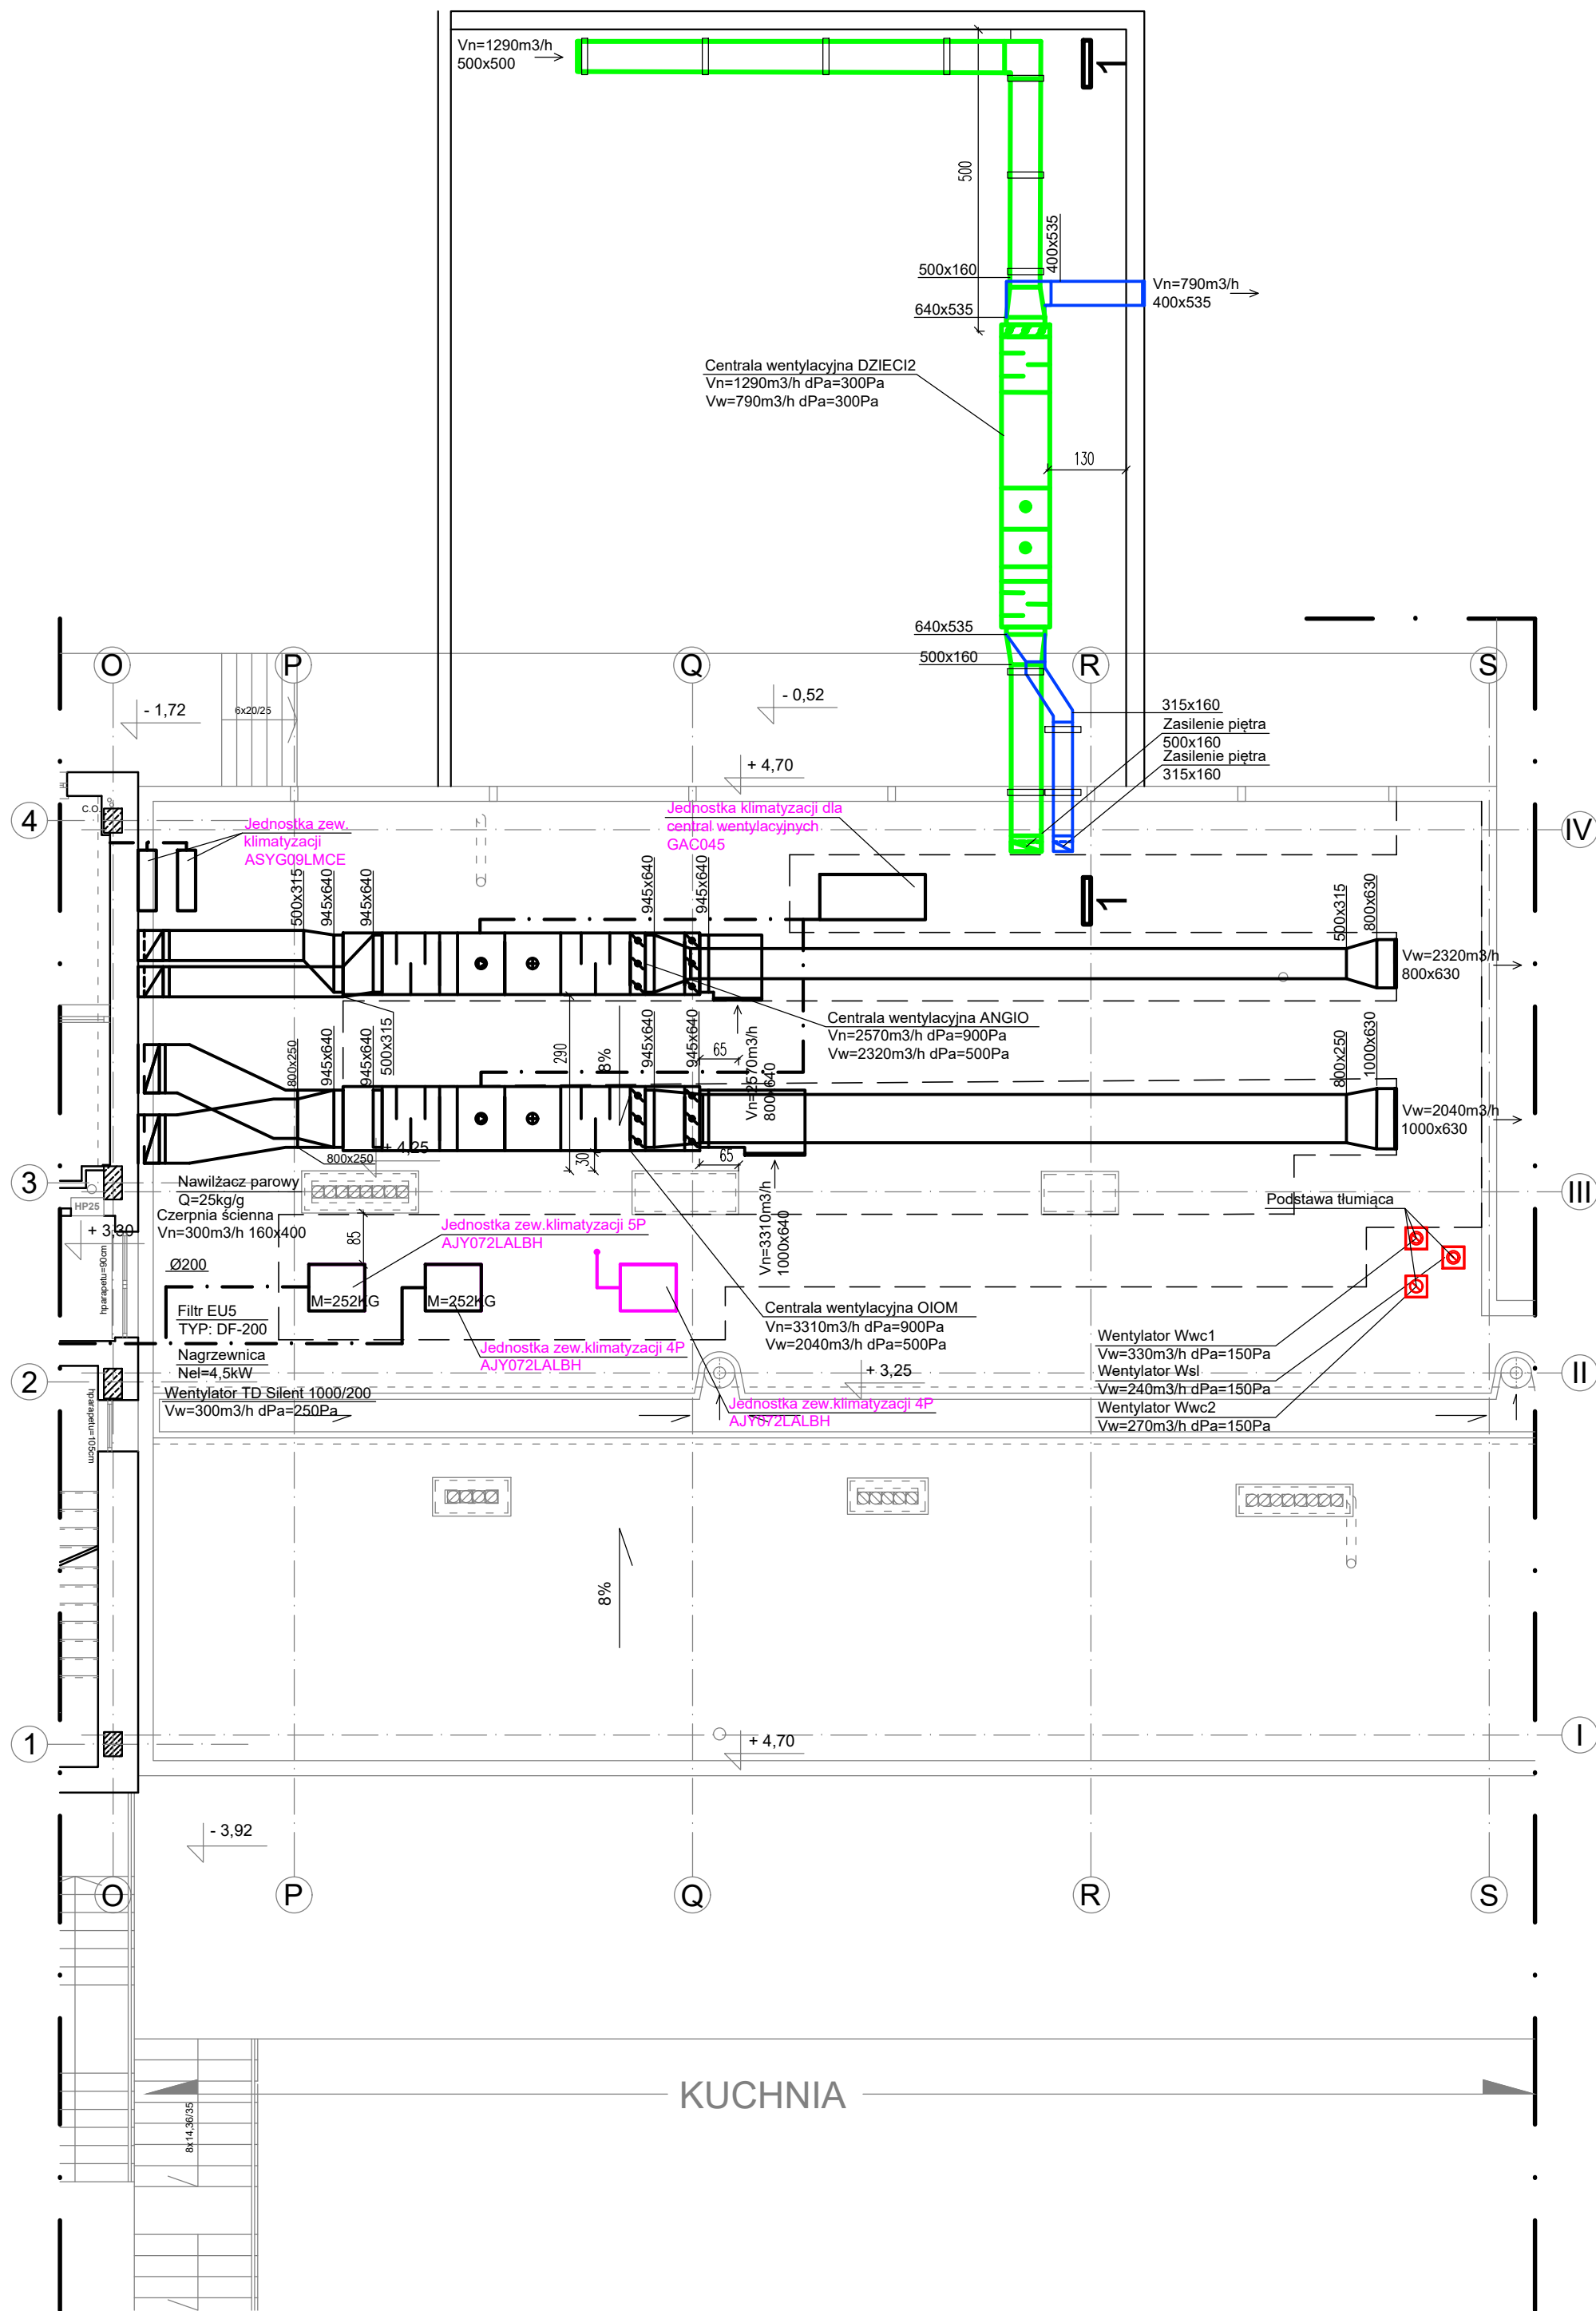 Vn=1290m3/h
500x500
1
500
400x535
500x160
640x535
Vn=790m3/h
400x535
Centrala wentylacyjna DZIECI2
Vn=1290m3/h dPa=300Pa
Vw=790m3/h dPa=300Pa
130
640x535
500x160
O
P
Q
R
S
- 1,72
6x20/25
- 0,52
+ 4,70
315x160
Zasilenie piętra
500x160
Zasilenie piętra
315x160
4
C.O.
IV
Jednostka zew.
klimatyzacji
ASYG09LMCE
Jednostka klimatyzacji dla
central wentylacyjnych
GAC045
500x315
945x640
945x640
945x640
945x640
1
500x315
800x630
Vw=2320m3/h
800x630
Centrala wentylacyjna ANGIO
Vn=2570m3/h dPa=900Pa
Vw=2320m3/h dPa=500Pa
800x250
945x640
945x640
500x315
290
8%
945x640
945x640
65
Vn=2570m3/h
800x640
800x250
1000x630
Vw=2040m3/h
1000x630
+ 4,25
800x250
30
65
Vn=3310m3/h
1000x640
3
III
Nawilżacz parowy
Q=25kg/g
HP25
Czerpnia ścienna
Vn=300m3/h 160x400
+ 3,30
hparapetu=90cm
85
Podstawa tłumiąca
Jednostka zew.klimatyzacji 5P
AJY072LALBH
Ø200
M=252KG
M=252KG
Filtr EU5
TYP: DF-200
Centrala wentylacyjna OIOM
Vn=3310m3/h dPa=900Pa
Vw=2040m3/h dPa=500Pa
Nagrzewnica
Nel=4,5kW
Jednostka zew.klimatyzacji 4P
AJY072LALBH
Wentylator Wwc1
Vw=330m3/h dPa=150Pa
Wentylator Wsl
Vw=240m3/h dPa=150Pa
Wentylator Wwc2
Vw=270m3/h dPa=150Pa
2
II
+ 3,25
Wentylator TD Silent 1000/200
Vw=300m3/h dPa=250Pa
Jednostka zew.klimatyzacji 4P
AJY072LALBH
hparapetu=105cm
8%
1
I
+ 4,70
- 3,92
O
P
Q
R
S
KUCHNIA
8x14,36/35